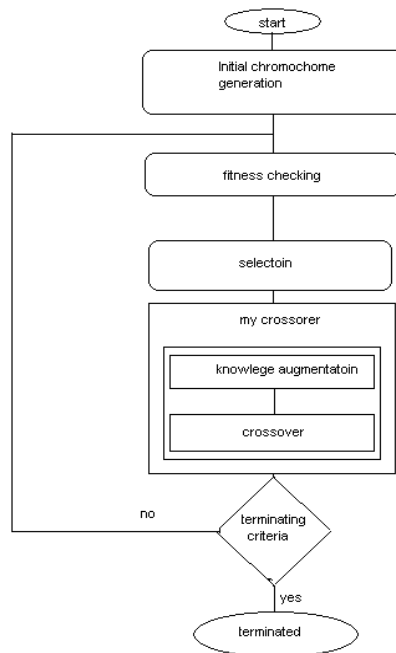 start
Initial chromochome
generation
fitness checking
selectoin
my crossorer
knowlege augmentatoin
crossover
terminating
criteria
no
yes
terminated